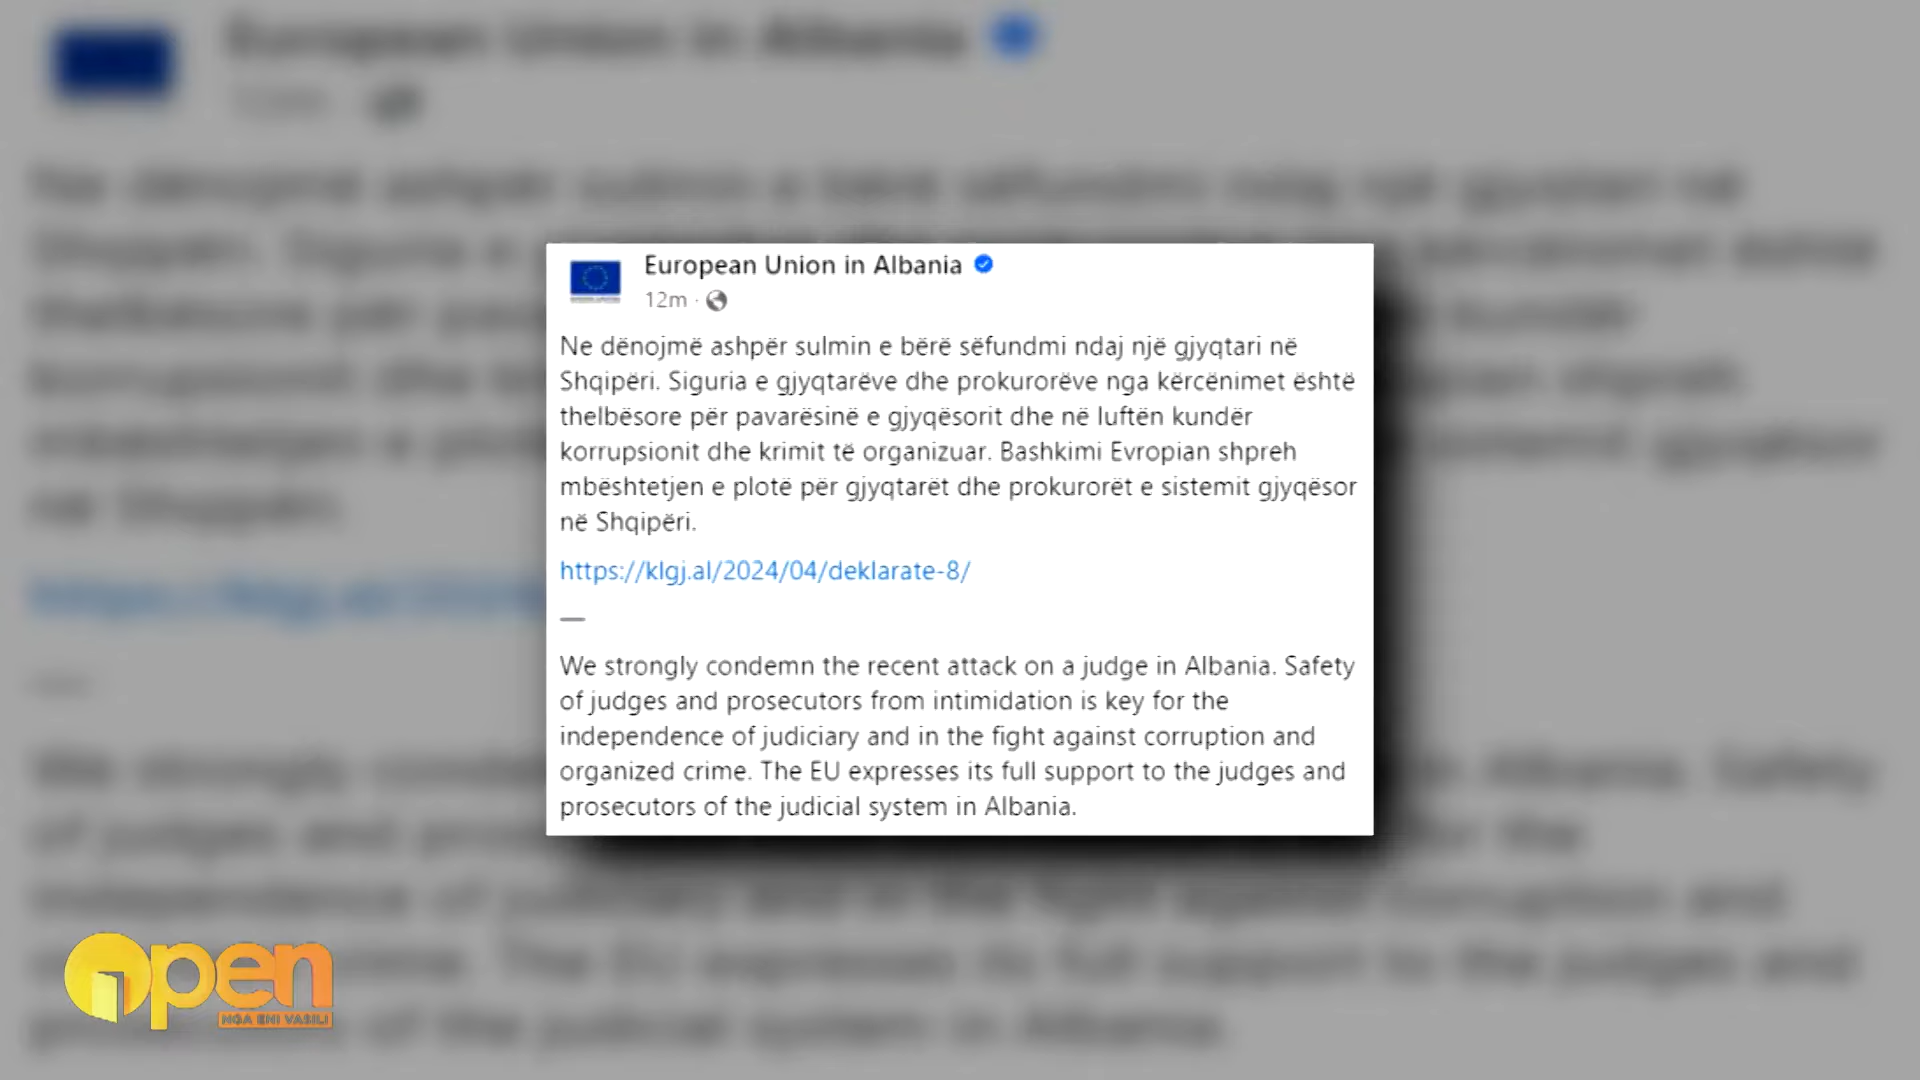 European Union in Albania
12m ·
Ne dënojmë ashpër sulmin e bërë sëfundmi ndaj një gjyqtari në
Shqipëri. Siguria e gjyqtarëve dhe prokurorëve nga kërcënimet është
thelbësore për pavarësinë e gjyqësorit dhe në luftën kundër
korrupsionit dhe krimit të organizuar. Bashkimi Evropian shpreh
mbështetjen e plotë për gjyqtarët dhe prokurorët e sistemit gjyqësor
në Shqipëri.
https://klgj.al/2024/04/deklarate-8/
—
We strongly condemn the recent attack on a judge in Albania. Safety
of judges and prosecutors from intimidation is key for the
independence of judiciary and in the fight against corruption and
organized crime. The EU expresses its full support to the judges and
prosecutors of the judicial system in Albania.
Open
NGA ENI VASILI